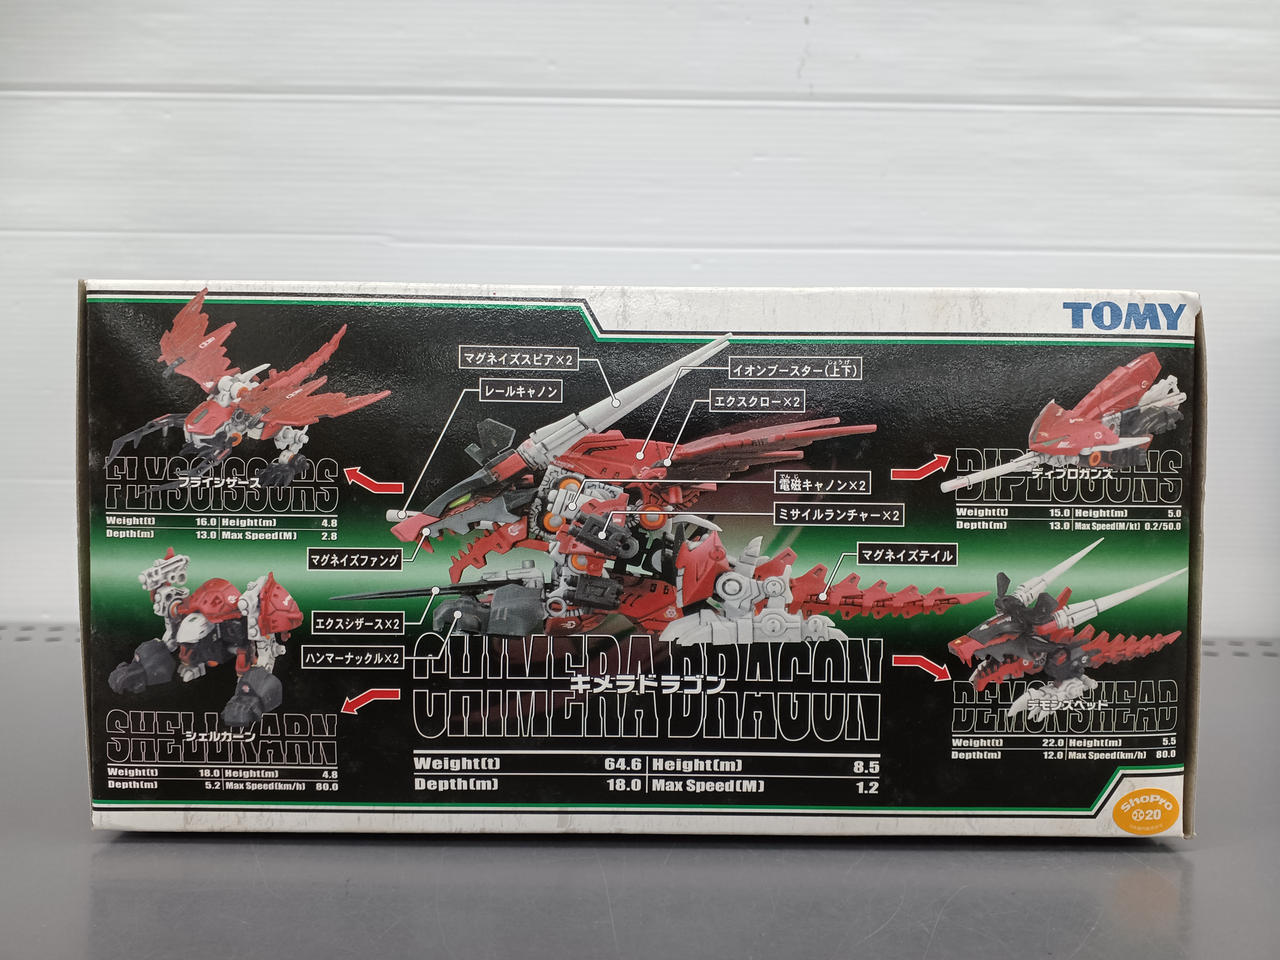 TOMY
マグネイズスピア×2
レールキャノン
イオンブースター(上下)
じょうげ
エクスクロー×2
電磁キャノン×2
でんじ
ミサイルランチャー×2
マグネイズファング
マグネイズテイル
エクスシザース×2
ハンマーナックル×2
FLYSCISSORS
フライシザース
Weight(t) 16.0 Height(m) 4.8
Depth(m) 13.0 Max Speed(M) 2.8
DIPLOGUNS
ディプロガンズ
Weight(t) 15.0 Height(m) 5.0
Depth(m) 13.0 Max Speed(M/kt) 0.2/50.0
SHELLKARN
シェルカーン
Weight(t) 18.0 Height(m) 4.8
Depth(m) 5.2 Max Speed(km/h) 80.0
CHIMERA DRAGON
キメラドラゴン
Weight(t) 64.6 Height(m) 8.5
Depth(m) 18.0 Max Speed(M) 1.2
DEMONSHEAD
デモンズヘッド
Weight(t) 22.0 Height(m) 5.5
Depth(m) 12.0 Max Speed(km/h) 80.0
ShoPro
20